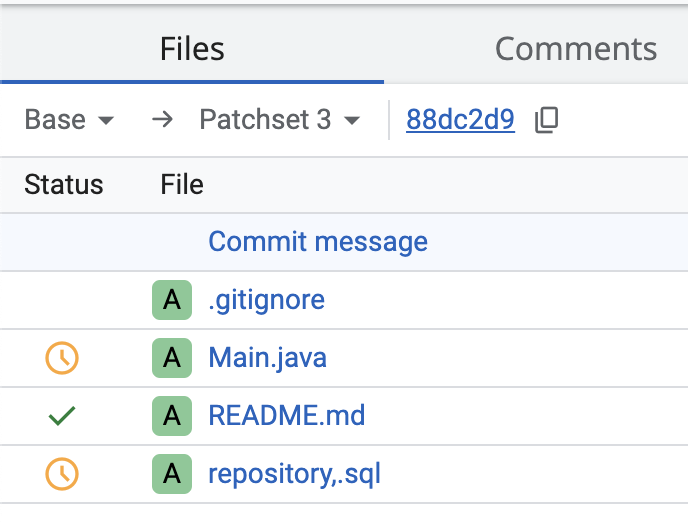 Files Comments
Base → Patchset 3 88dc2d9
Status File
Commit message
A .gitignore
A Main.java
A README.md
A repository,.sql